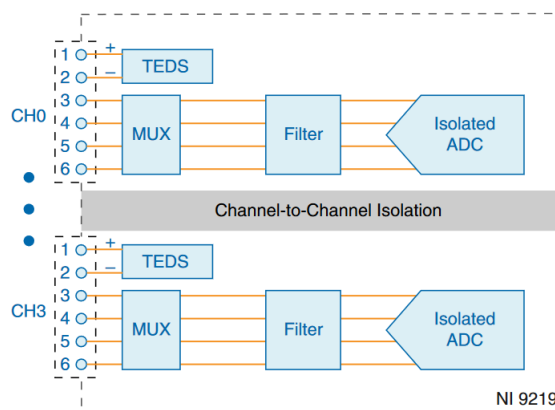 1 + TEDS
2 −
CH0
3
4 MUX Filter Isolated ADC
5
6
Channel-to-Channel Isolation
1 + TEDS
2 −
CH3
3
4 MUX Filter Isolated ADC
5
6
NI 9219